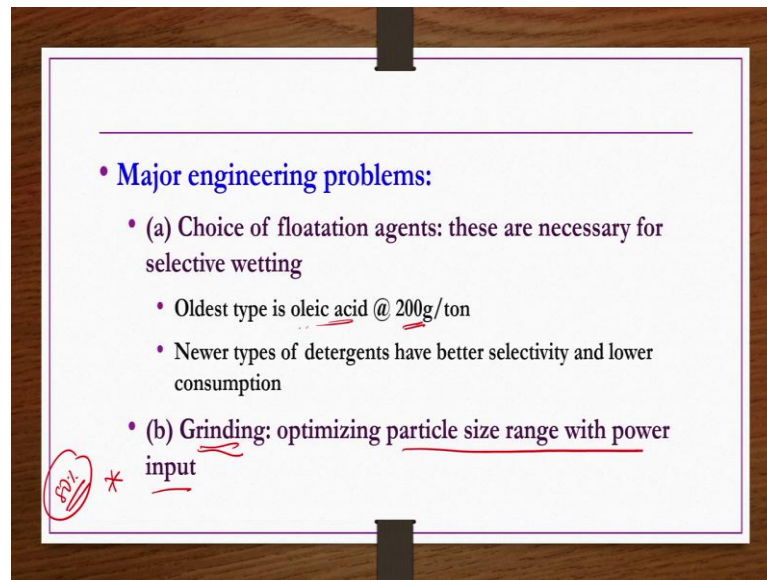 • Major engineering problems:
• (a) Choice of floatation agents: these are necessary for
selective wetting
• Oldest type is oleic acid @ 200g/ton
• Newer types of detergents have better selectivity and lower
consumption
• (b) Grinding: optimizing particle size range with power
input
80% *